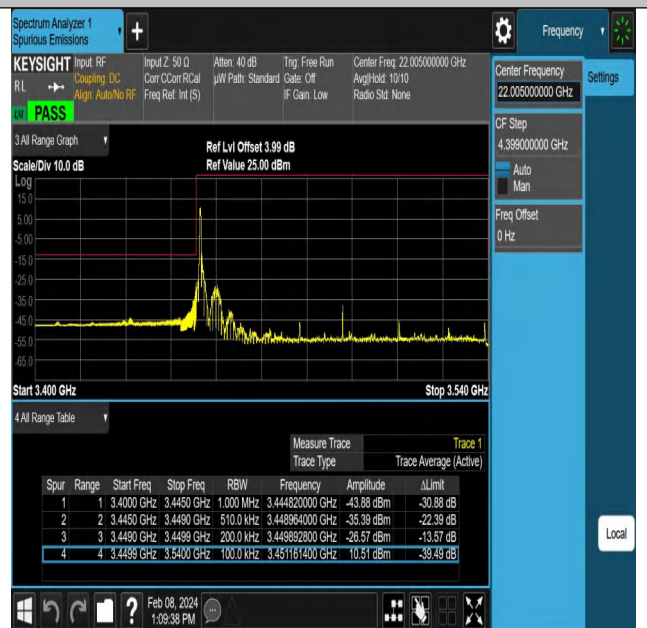 Spectrum Analyzer 1
Spurious Emissions
+
Frequency
KEYSIGHT
RL
Input: RF
Coupling: DC
Align: Auto/No RF
Input Z: 50 Ω
Corr CCorr RCal
Freq Ref: Int (S)
Atten: 40 dB
µW Path: Standard
Trig: Free Run
Gate: Off
IF Gain: Low
Center Freq: 22.005000000 GHz
Avg|Hold: 10/10
Radio Std: None
LXI
PASS
Center Frequency
22.005000000 GHz
Settings
CF Step
4.399000000 GHz
Auto
Man
Freq Offset
0 Hz
3 All Range Graph
Scale/Div 10.0 dB
Ref Lvl Offset 3.99 dB
Ref Value 25.00 dBm
Log
15.0
5.00
-5.00
-15.0
-25.0
-35.0
-45.0
-55.0
-65.0
Start 3.400 GHz
Stop 3.540 GHz
4 All Range Table
Measure Trace Trace 1
Trace Type Trace Average (Active)
Spur Range Start Freq Stop Freq RBW Frequency Amplitude ΔLimit
1 1 3.4000 GHz 3.4450 GHz 1.000 MHz 3.444820000 GHz -43.88 dBm -30.88 dB
2 2 3.4450 GHz 3.4490 GHz 510.0 kHz 3.448964000 GHz -35.39 dBm -22.39 dB
3 3 3.4490 GHz 3.4499 GHz 200.0 kHz 3.449892800 GHz -26.57 dBm -13.57 dB
4 4 3.4499 GHz 3.5400 GHz 100.0 kHz 3.451161400 GHz 10.51 dBm -39.49 dB
Local
?
Feb 08, 2024
1:09:38 PM